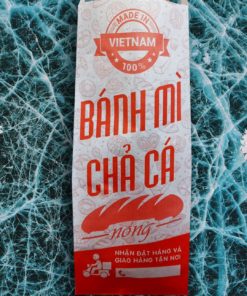 MADE IN
VIETNAM
100%
BÁNH MÌ
CHẢ CÁ
nóng
NHẬN ĐẶT HÀNG VÀ
GIAO HÀNG TẬN NƠI